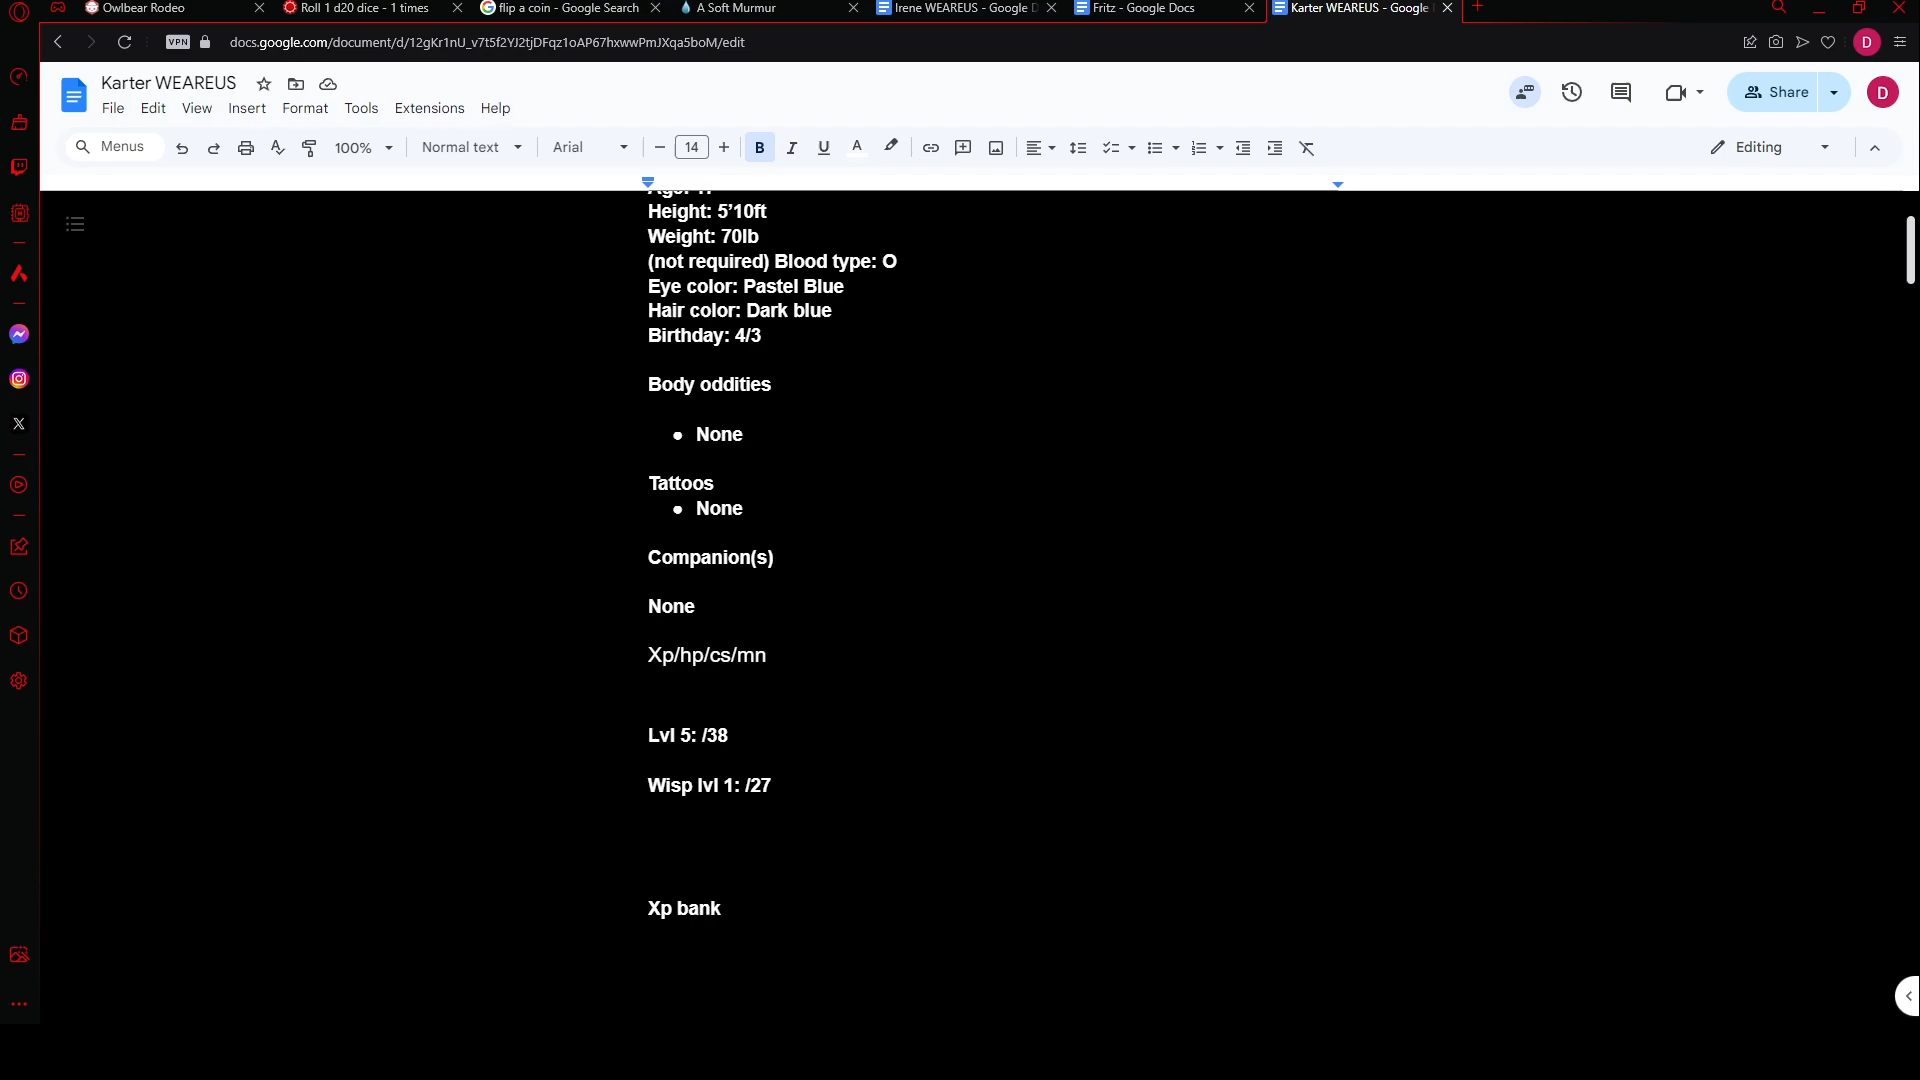 Owlbear Rodeo
Roll 1 d20 dice - 1 times
flip a coin - Google Search
A Soft Murmur
Irene WEAREUS - Google D
Fritz - Google Docs
Karter WEAREUS - Google
VPN
docs.google.com/document/d/12gKr1nU_v7t5f2YJ2tjDFqz1oAP67hxwwPmJXqa5boM/edit
D
Karter WEAREUS
File Edit View Insert Format Tools Extensions Help
Share
D
Menus
100%
Normal text
Arial
14
B I U A
Editing
Height: 5’10ft
Weight: 70lb
(not required) Blood type: O
Eye color: Pastel Blue
Hair color: Dark blue
Birthday: 4/3
Body oddities
● None
Tattoos
● None
Companion(s)
None
Xp/hp/cs/mn
Lvl 5: /38
Wisp lvl 1: /27
Xp bank